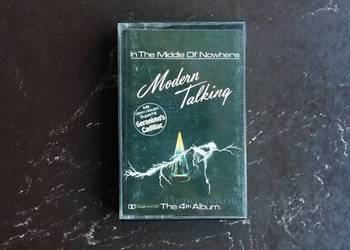 In The Middle Of Nowhere
Modern
Talking
Geronimo's
Cadillac
The 4th Album